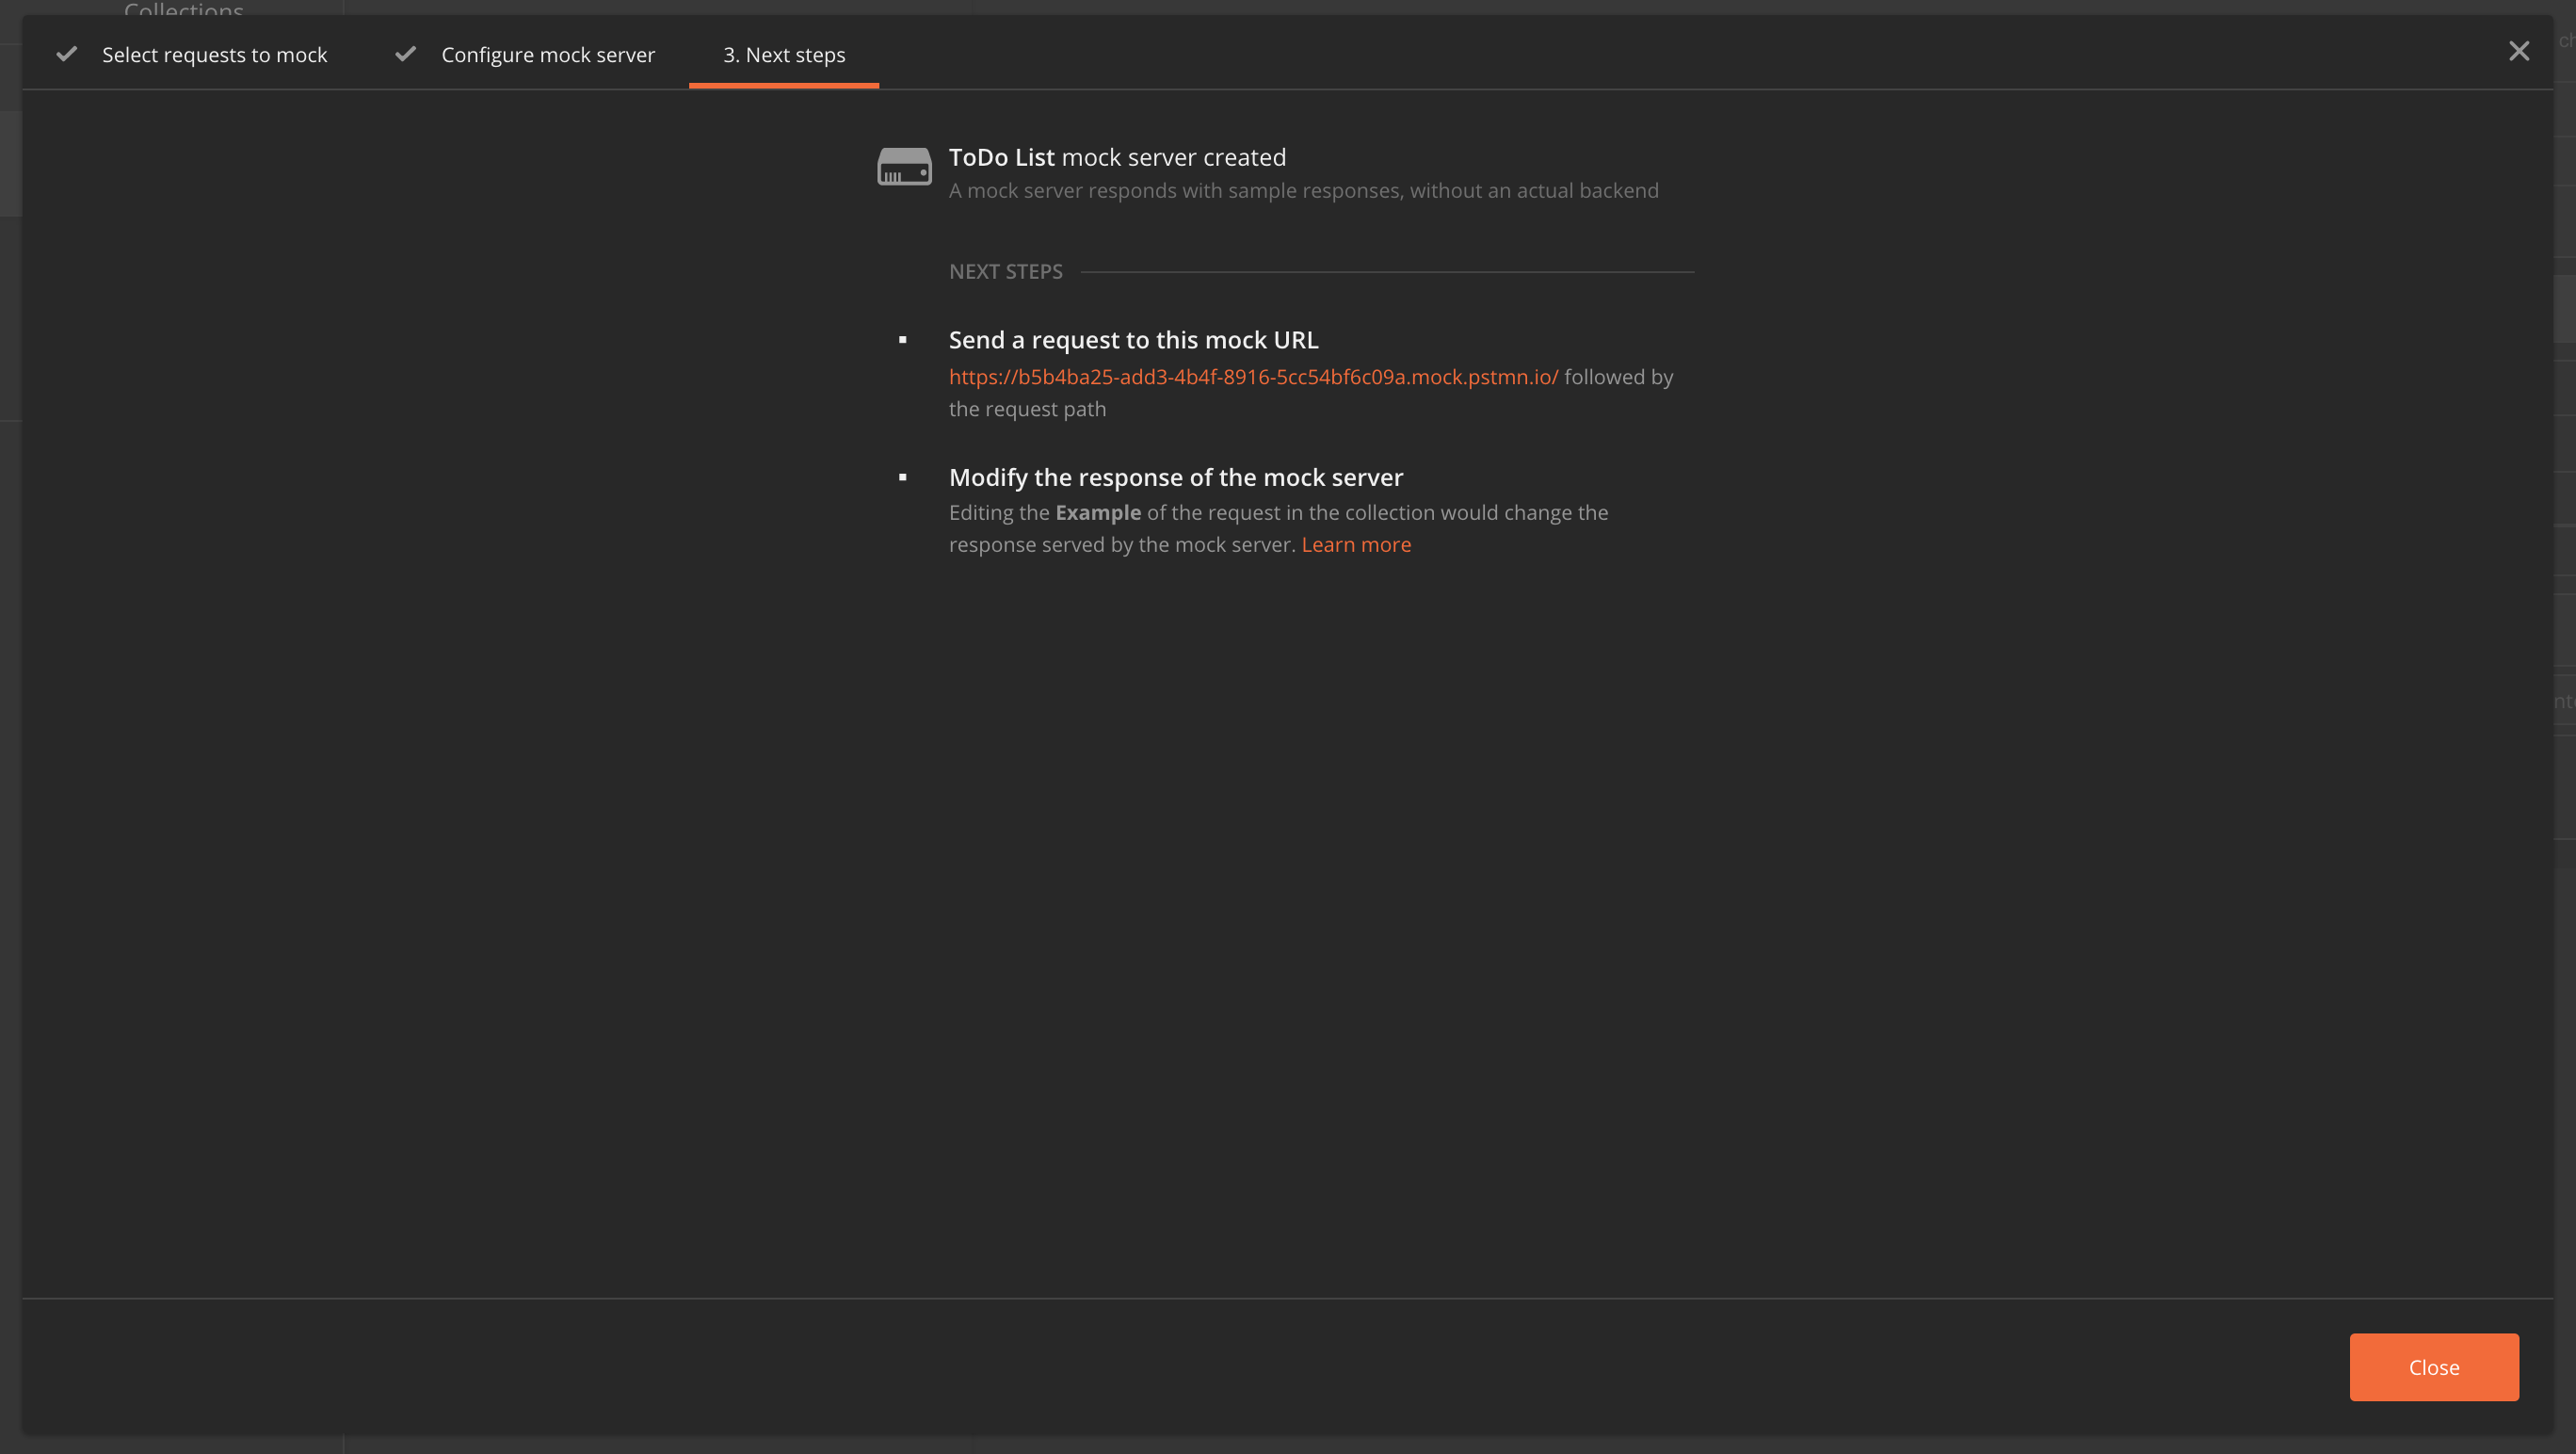 Collections
Select requests to mock
Configure mock server
3. Next steps
ToDo List mock server created
A mock server responds with sample responses, without an actual backend
NEXT STEPS
Send a request to this mock URL
https://b5b4ba25-add3-4b4f-8916-5cc54bf6c09a.mock.pstmn.io/ followed by
the request path
Modify the response of the mock server
Editing the Example of the request in the collection would change the
response served by the mock server. Learn more
Close